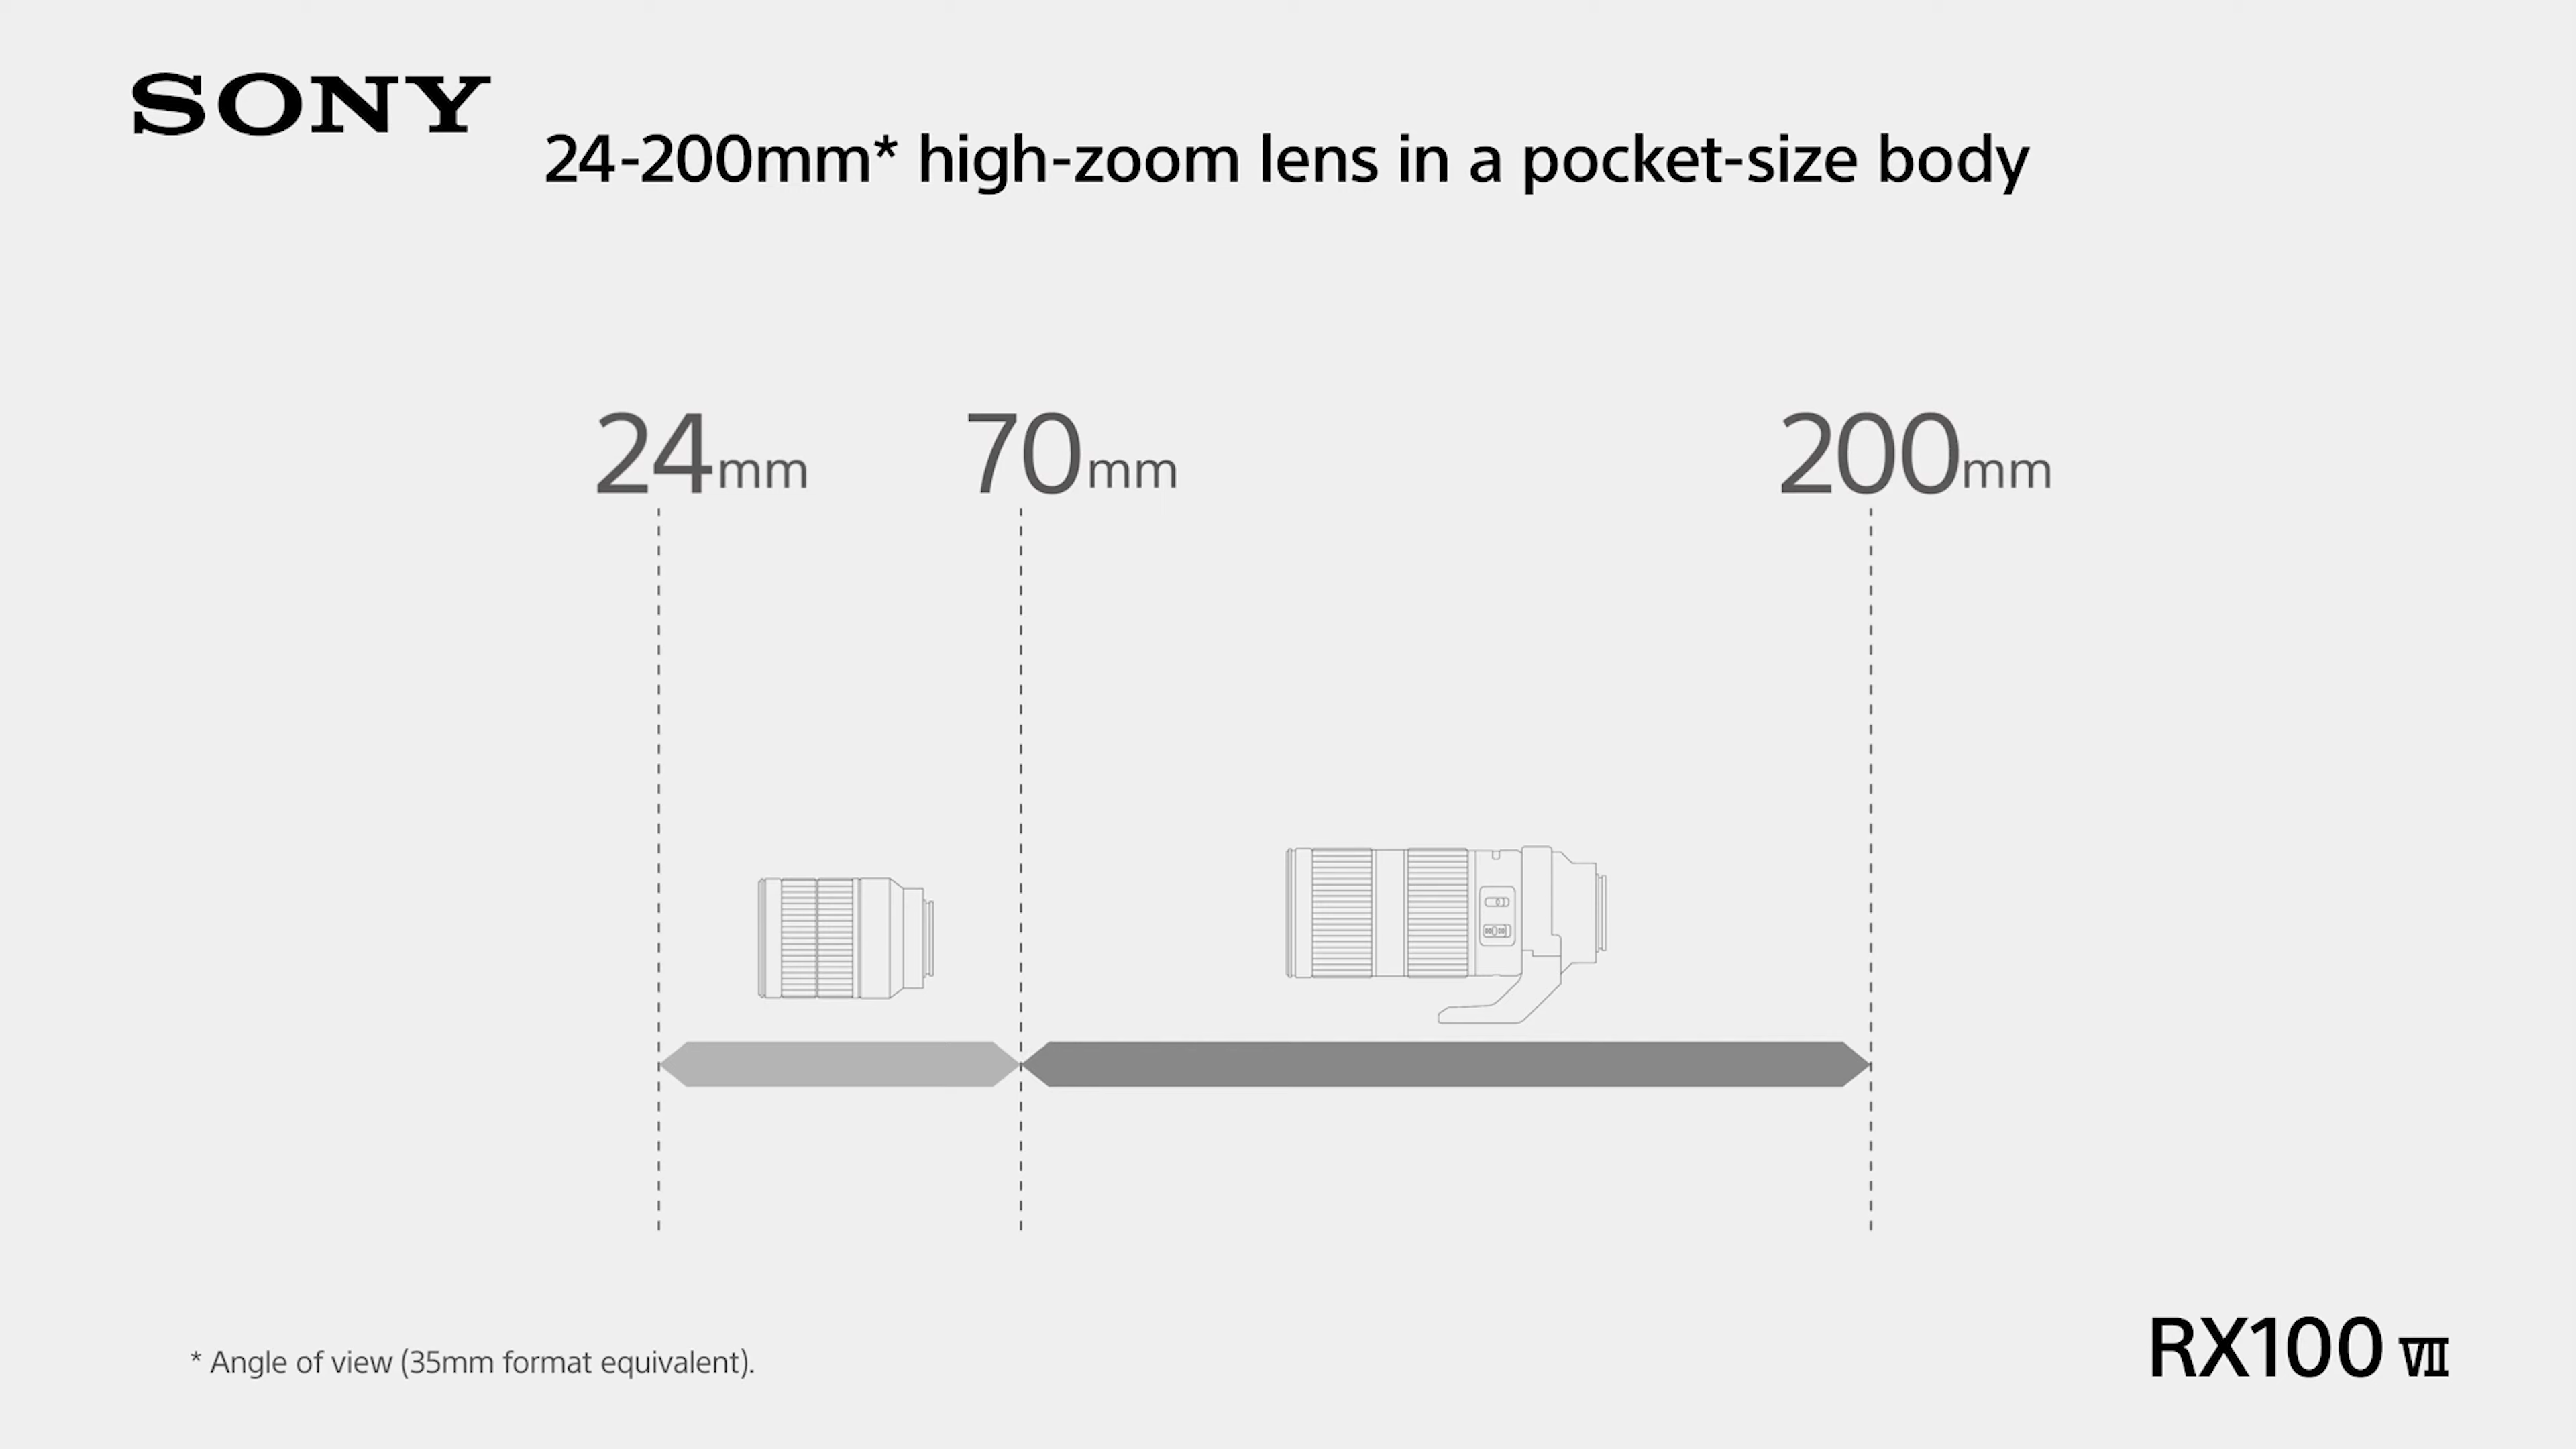 SONY
24-200mm* high-zoom lens in a pocket-size body
24mm 70mm 200mm
* Angle of view (35mm format equivalent).
RX100 VII